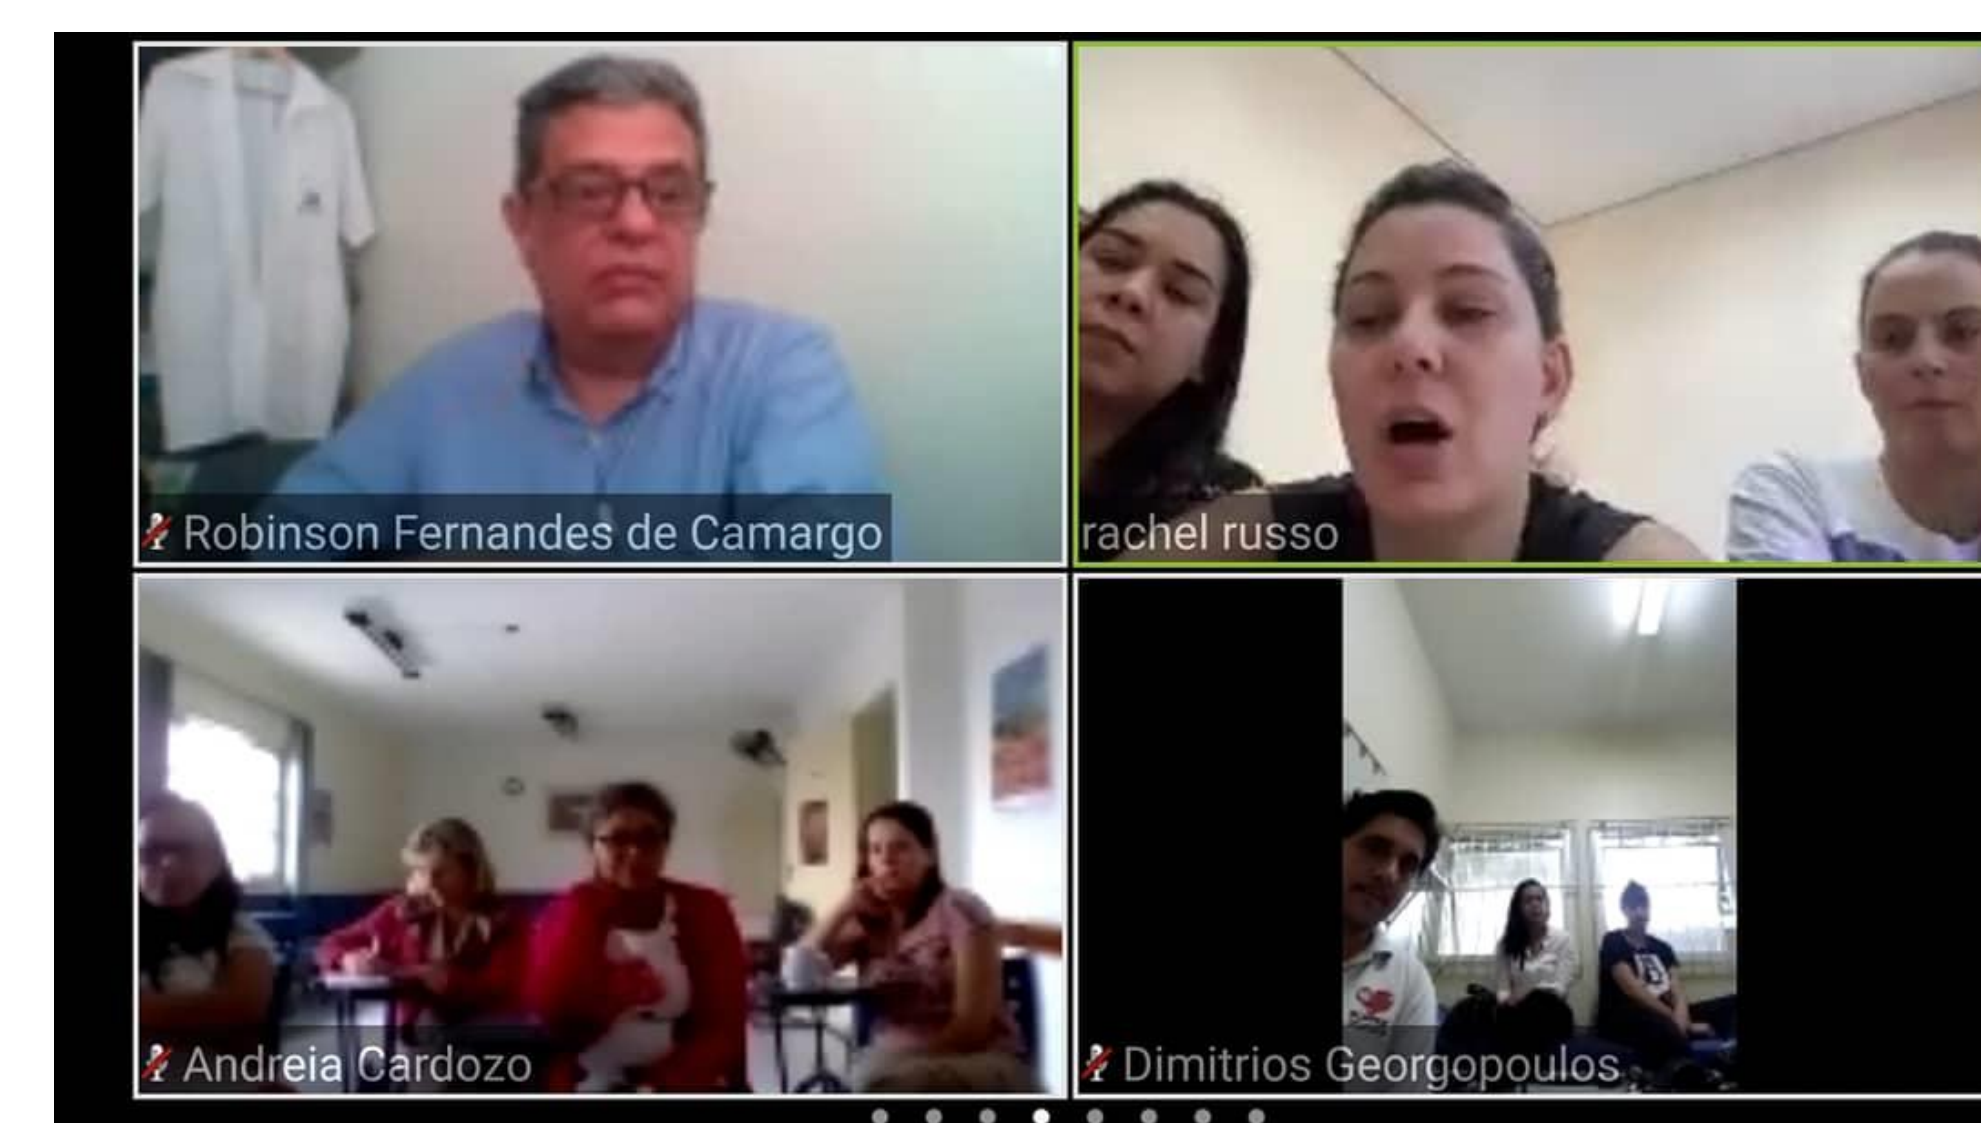 Robinson Fernandes de Camargo
rachel russo
Andreia Cardozo
Dimitrios Georgopoulos